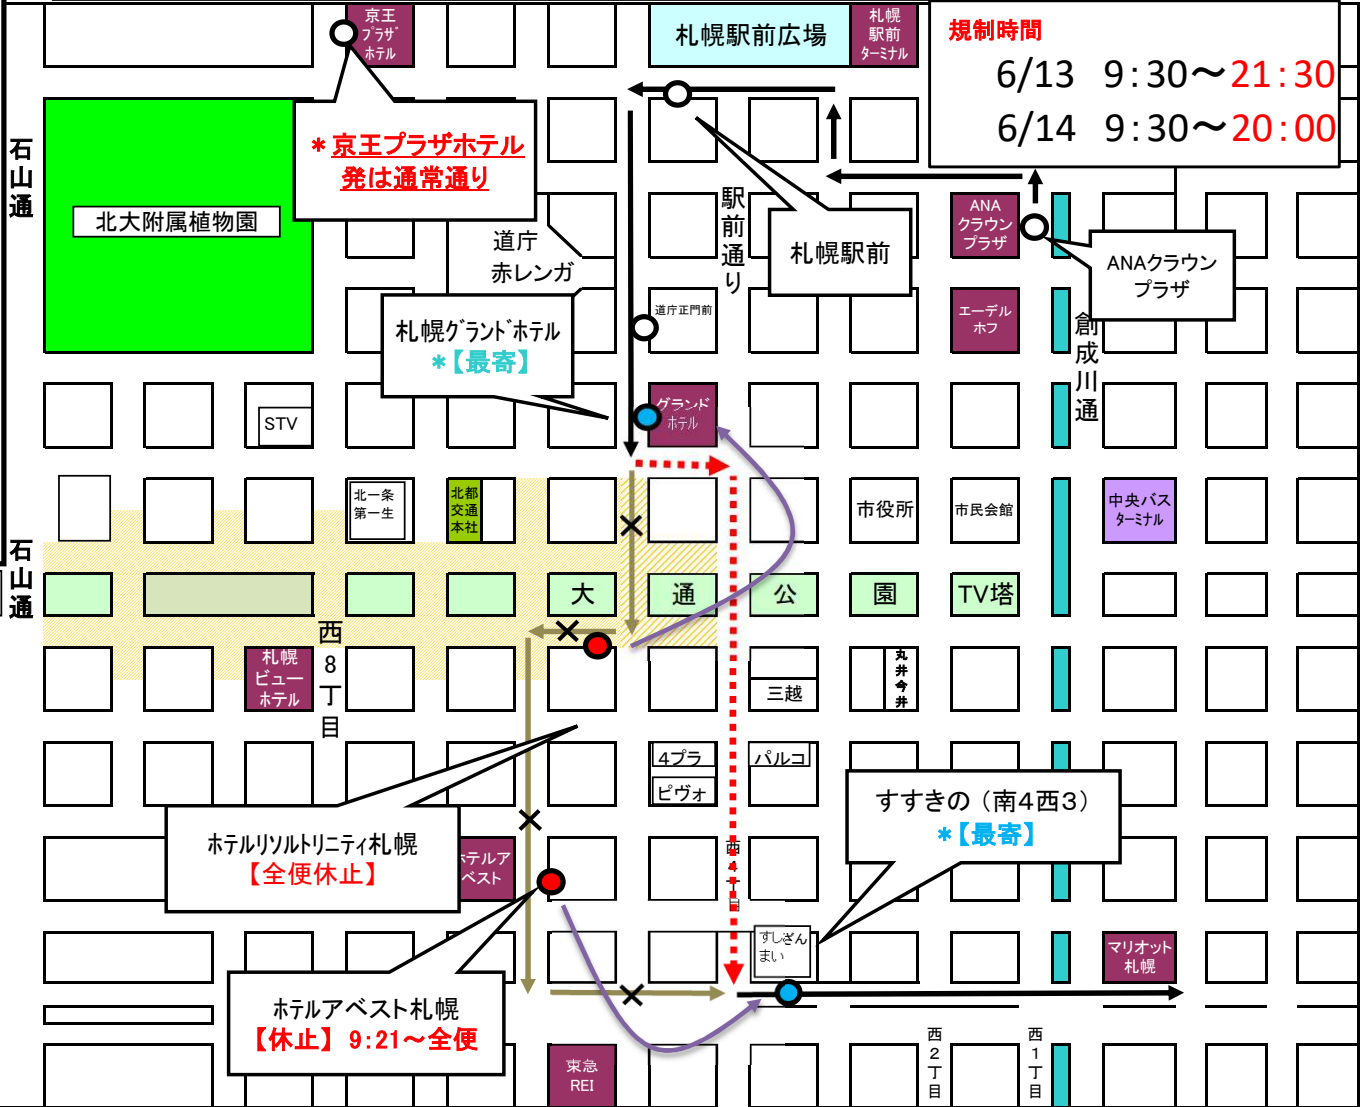 京王
プラザ
ホテル
札幌駅前広場
札幌
駅前
ターミナル
規制時間
6/13 9:30～21:30
6/14 9:30～20:00
石山通
＊京王プラザホテル
発は通常通り
北大附属植物園
道庁
赤レンガ
駅前通り
札幌駅前
ANA
クラウン
プラザ
ANAクラウン
プラザ
札幌グランドホテル
＊【最寄】
道庁正門前
エーデル
ホフ
創成川通
STV
グランド
ホテル
北一条
第一生
北都
交通
本社
市役所
市民会館
中央バス
ターミナル
石山通
大
通
公
園
TV塔
西8丁目
札幌
ビュー
ホテル
三越
丸井今井
4プラ
ピヴォ
パルコ
すすきの（南4西3）
＊【最寄】
ホテルリソルトリニティ札幌
【全便休止】
ホテルア
ベスト
西4丁目
すしざん
まい
マリオット
札幌
ホテルアベスト札幌
【休止】9:21～全便
東急
REI
西2丁目
西1丁目